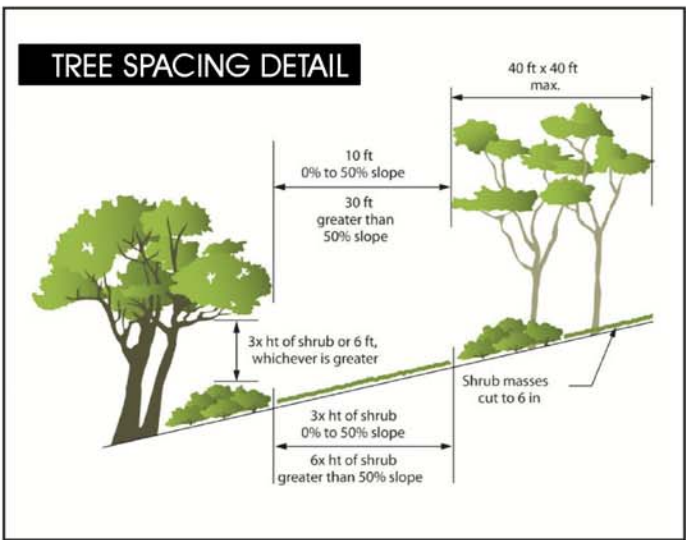 TREE SPACING DETAIL
40 ft x 40 ft
max.
10 ft
0% to 50% slope
30 ft
greater than
50% slope
3x ht of shrub or 6 ft,
whichever is greater
Shrub masses
cut to 6 in
3x ht of shrub
0% to 50% slope
6x ht of shrub
greater than 50% slope